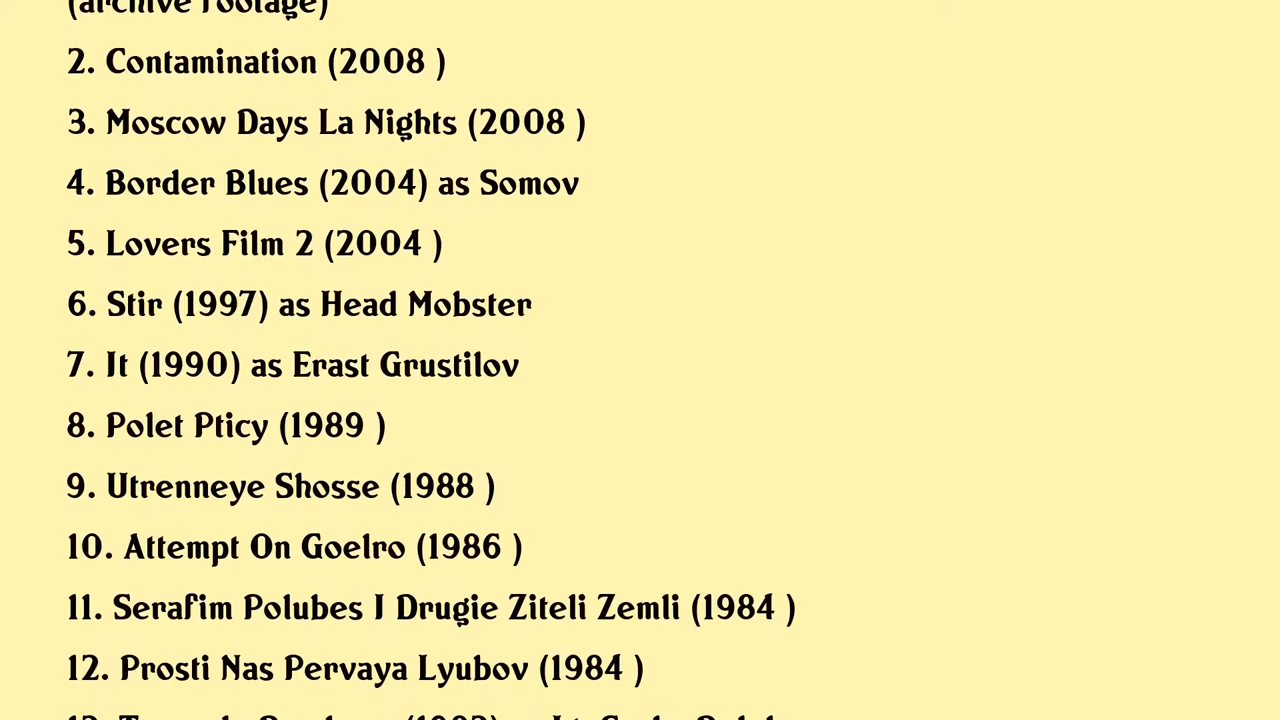 (archive footage)
2. Contamination (2008 )
3. Moscow Days La Nights (2008 )
4. Border Blues (2004) as Somov
5. Lovers Film 2 (2004 )
6. Stir (1997) as Head Mobster
7. It (1990) as Erast Grustilov
8. Polet Pticy (1989 )
9. Utrenneye Shosse (1988 )
10. Attempt On Goelro (1986 )
11. Serafim Polubes I Drugie Ziteli Zemli (1984 )
12. Prosti Nas Pervaya Lyubov (1984 )